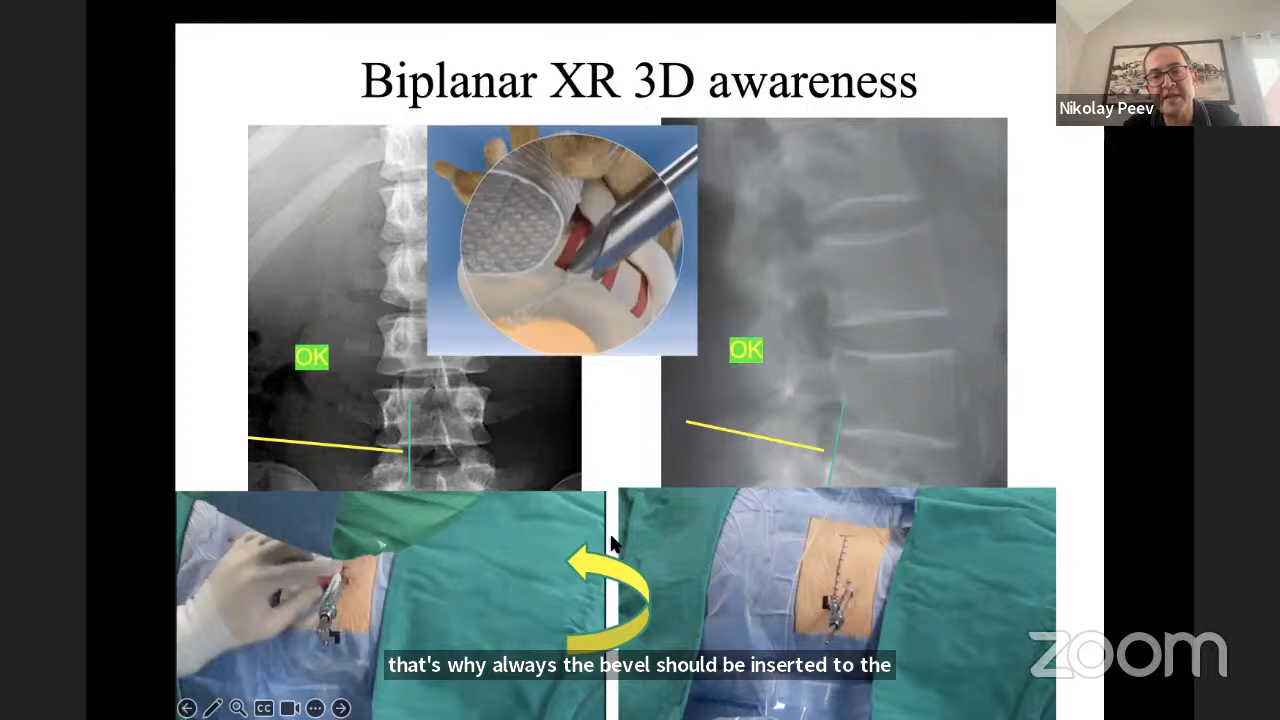 Biplanar XR 3D awareness
Nikolay Peev
OK
OK
that's why always the bevel should be inserted to the
zoom
CC